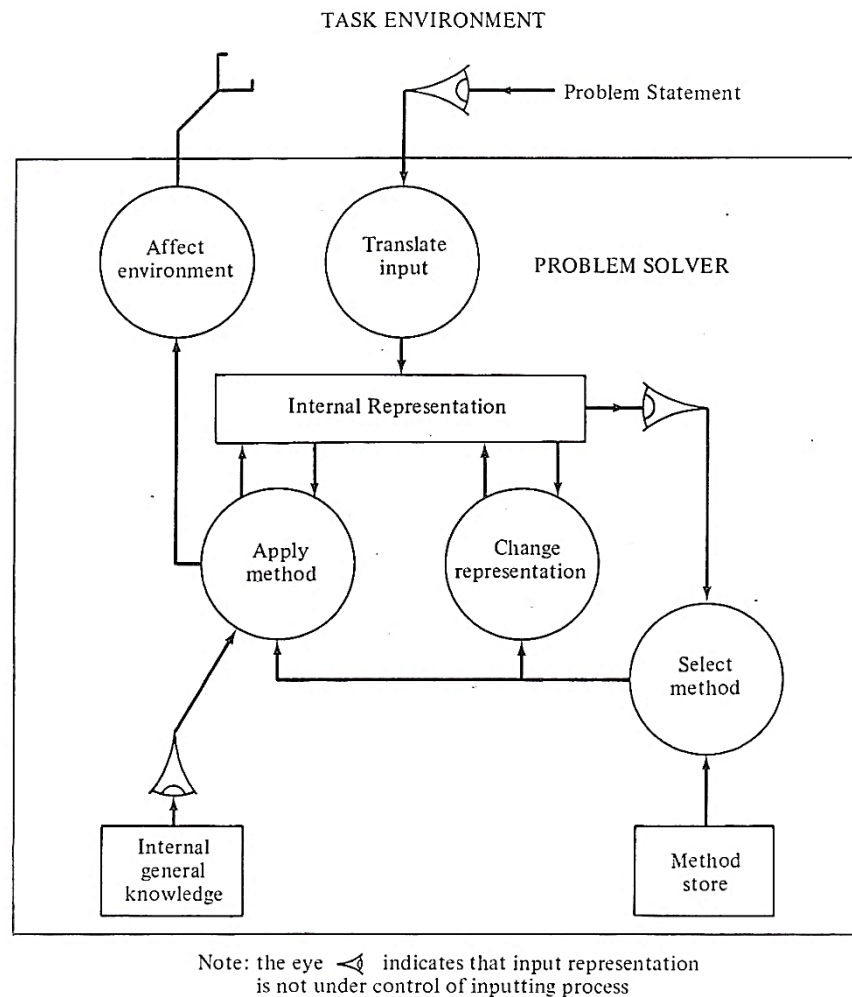 TASK ENVIRONMENT
Problem Statement
Affect
environment
Translate
input
PROBLEM SOLVER
Internal Representation
Apply
method
Change
representation
Select
method
Internal
general
knowledge
Method
store
Note: the eye indicates that input representation
is not under control of inputting process